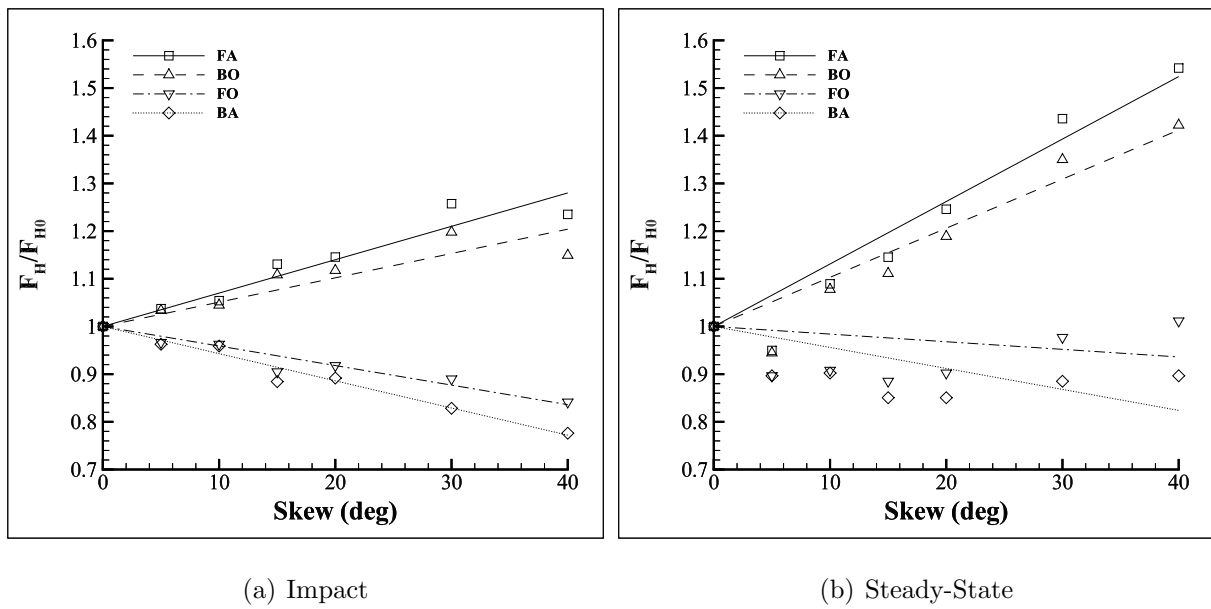 1.6
1.5
1.4
1.3
1.2
1.1
1
0.9
0.8
0.7
F_H/F_H0
FA
BO
FO
BA
0 10 20 30 40
Skew (deg)
(a) Impact
1.6
1.5
1.4
1.3
1.2
1.1
1
0.9
0.8
0.7
F_H/F_H0
FA
BO
FO
BA
0 10 20 30 40
Skew (deg)
(b) Steady-State